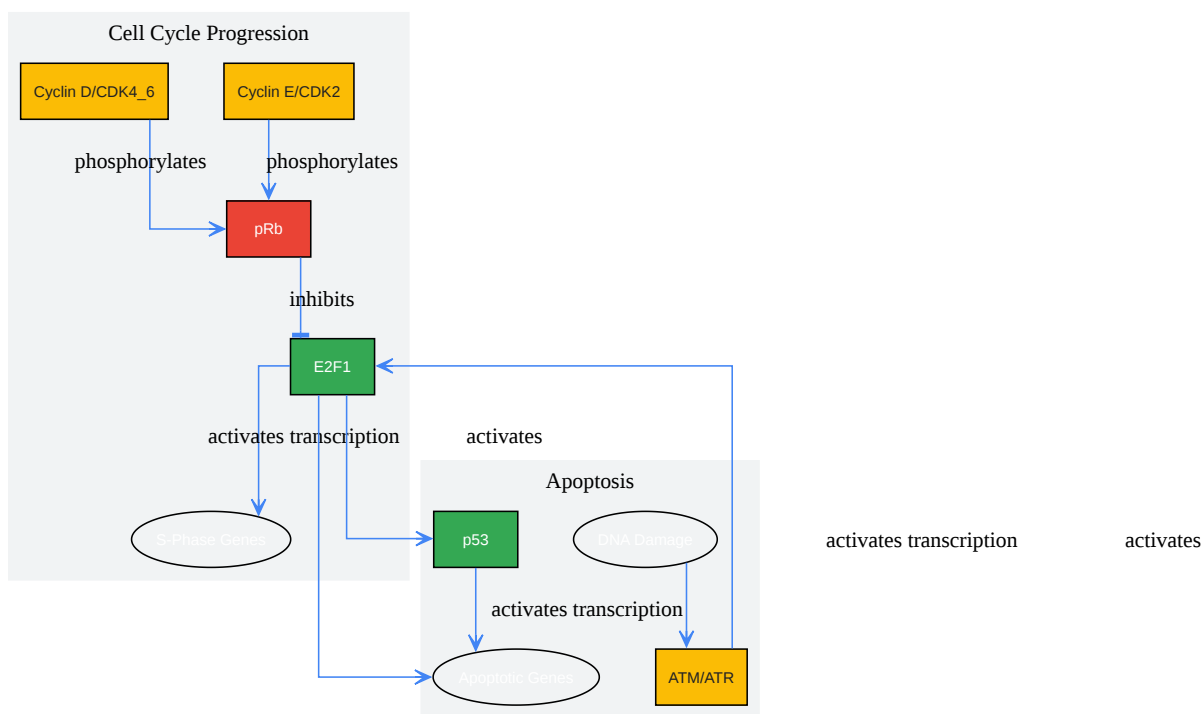 Cell Cycle Progression
Cyclin D/CDK4_6
Cyclin E/CDK2
phosphorylates
phosphorylates
pRb
inhibits
E2F1
activates transcription
activates
Apoptosis
S-Phase Genes
p53
DNA Damage
activates transcription
activates
activates transcription
Apoptotic Genes
ATM/ATR